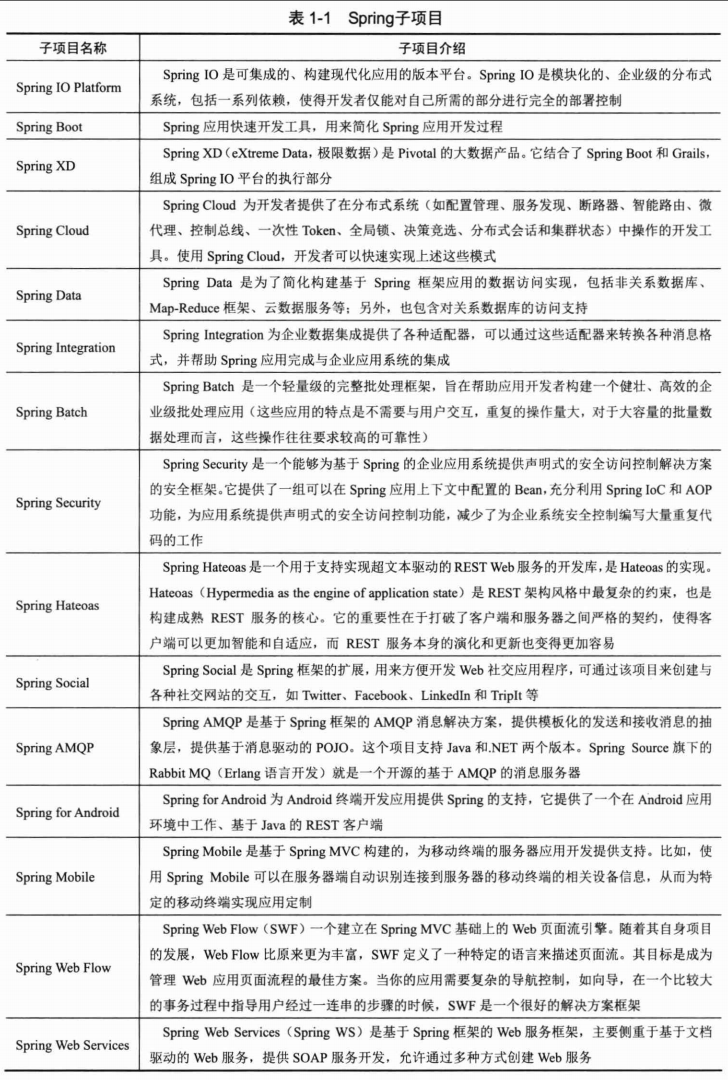 表 1-1 Spring子项目
子项目名称 子项目介绍
Spring IO Platform
Spring IO 是可集成的、构建现代化应用的版本平台。Spring IO 是模块化的、企业级的分布式
系统，包括一系列依赖，使得开发者仅能对自己所需的部分进行完全的部署控制
Spring Boot
Spring 应用快速开发工具，用来简化 Spring 应用开发过程
Spring XD
Spring XD（eXtreme Data，极限数据）是 Pivotal 的大数据产品。它结合了 Spring Boot 和 Grails，
组成 Spring IO 平台的执行部分
Spring Cloud
Spring Cloud 为开发者提供了在分布式系统（如配置管理、服务发现、断路器、智能路由、微
代理、控制总线、一次性 Token、全局锁、决策竞选、分布式会话和集群状态）中操作的开发工
具。使用 Spring Cloud，开发者可以快速实现上述这些模式
Spring Data
Spring Data 是为了简化构建基于 Spring 框架应用的数据访问实现，包括非关系数据库、
Map-Reduce 框架、云数据服务等；另外，也包含对关系数据库的访问支持
Spring Integration
Spring Integration 为企业数据集成提供了各种适配器，可以通过这些适配器来转换各种消息格
式，并帮助 Spring 应用完成与企业应用系统的集成
Spring Batch
Spring Batch 是一个轻量级的完整批处理框架，旨在帮助应用开发者构建一个健壮、高效的企
业级批处理应用（这些应用的特点是不需要与用户交互，重复的操作量大，对于大容量的批量数
据处理而言，这些操作往往要求较高的可靠性）
Spring Security
Spring Security 是一个能够为基于 Spring 的企业应用系统提供声明式的安全访问控制解决方案
的安全框架。它提供了一组可以在 Spring 应用上下文中配置的 Bean，充分利用 Spring IoC 和 AOP
功能，为应用系统提供声明式的安全访问控制功能，减少了为企业系统安全控制编写大量重复代
码的工作
Spring Hateoas
Spring Hateoas 是一个用于支持实现超文本驱动的 REST Web 服务的开发库，是 Hateoas 的实现。
Hateoas（Hypermedia as the engine of application state）是 REST 架构风格中最复杂的约束，也是
构建成熟 REST 服务的核心。它的重要性在于打破了客户端和服务器之间严格的契约，使得客
户端可以更加智能和自适应，而 REST 服务本身的演化和更新也变得更加容易
Spring Social
Spring Social 是 Spring 框架的扩展，用来方便开发 Web 社交应用程序，可通过该项目来创建与
各种社交网站的交互，如 Twitter、Facebook、LinkedIn 和 TripIt 等
Spring AMQP
Spring AMQP 是基于 Spring 框架的 AMQP 消息解决方案，提供模板化的发送和接收消息的抽
象层，提供基于消息驱动的 POJO。这个项目支持 Java 和.NET 两个版本。Spring Source 旗下的
Rabbit MQ（Erlang 语言开发）就是一个开源的基于 AMQP 的消息服务器
Spring for Android
Spring for Android 为 Android 终端开发应用提供 Spring 的支持，它提供了一个在 Android 应用
环境中工作、基于 Java 的 REST 客户端
Spring Mobile
Spring Mobile 是基于 Spring MVC 构建的，为移动终端的服务器应用开发提供支持。比如，使
用 Spring Mobile 可以在服务器端自动识别连接到服务器的移动终端的相关设备信息，从而为特
定的移动终端实现应用定制
Spring Web Flow
Spring Web Flow（SWF）一个建立在 Spring MVC 基础上的 Web 页面流引擎。随着其自身项目
的发展，Web Flow 比原来更为丰富，SWF 定义了一种特定的语言来描述页面流。其目标是成为
管理 Web 应用页面流程的最佳方案。当你的应用需要复杂的导航控制，如向导，在一个比较大
的事务过程中指导用户经过一连串的步骤的时候，SWF 是一个很好的解决方案框架
Spring Web Services
Spring Web Services（Spring WS）是基于 Spring 框架的 Web 服务框架，主要侧重于基于文档
驱动的 Web 服务，提供 SOAP 服务开发，允许通过多种方式创建 Web 服务